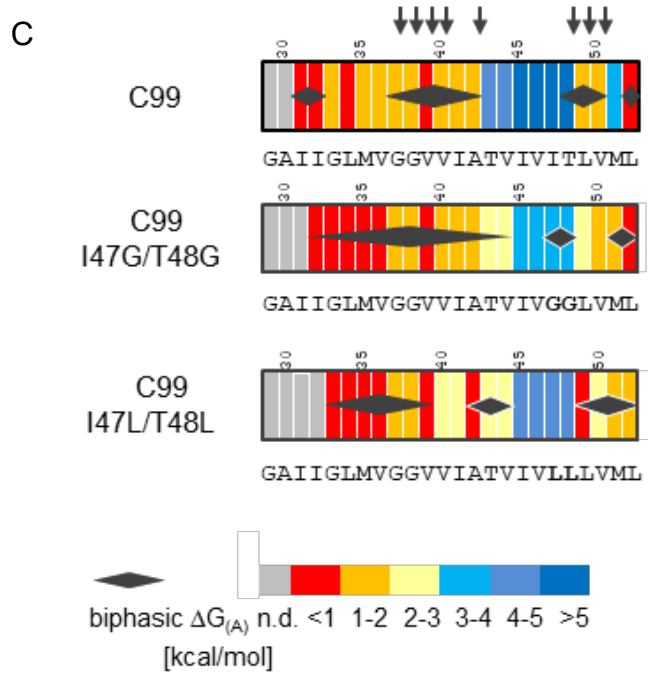 C
30 35 40 45 50
C99
GAIIGLMVGGVVIATVIVITLVML
30 35 40 45 50
C99
I47G/T48G
GAIIGLMVGGVVIATVIVGGLVML
30 35 40 45 50
C99
I47L/T48L
GAIIGLMVGGVVIATVIVLLLVML
biphasic ΔG(A) n.d. <1 1-2 2-3 3-4 4-5 >5
[kcal/mol]